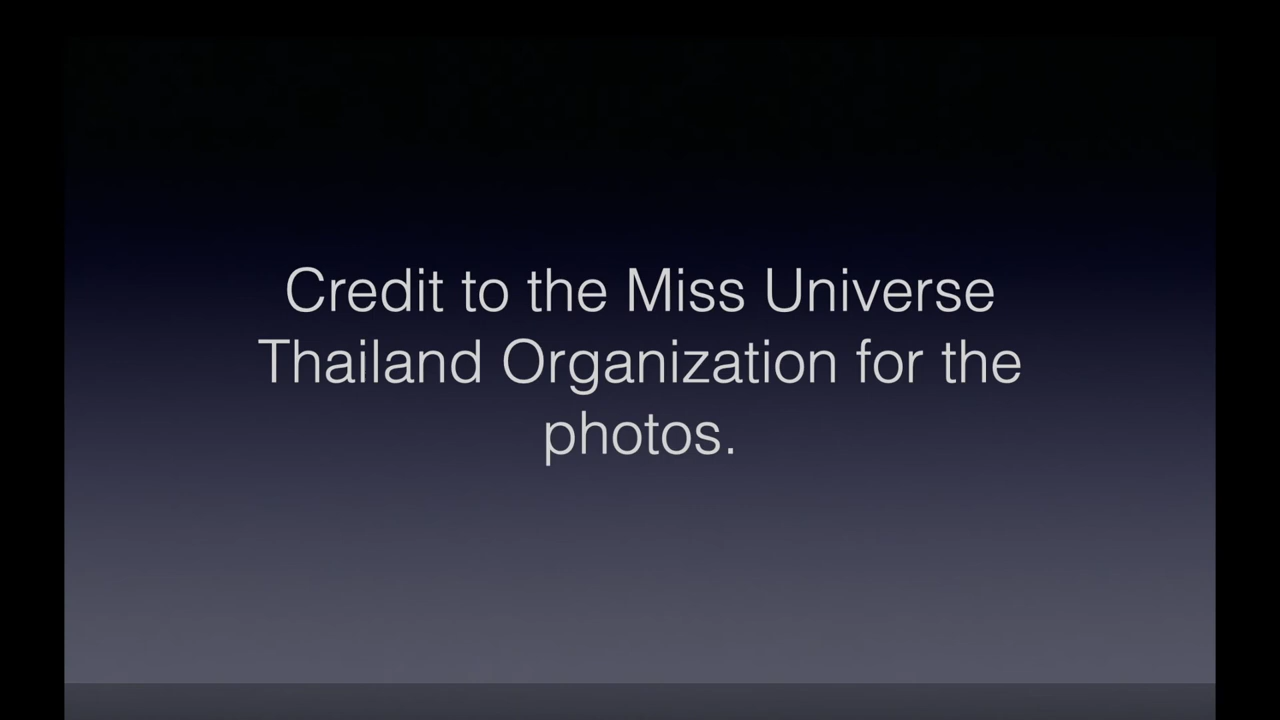 Credit to the Miss Universe
Thailand Organization for the
photos.